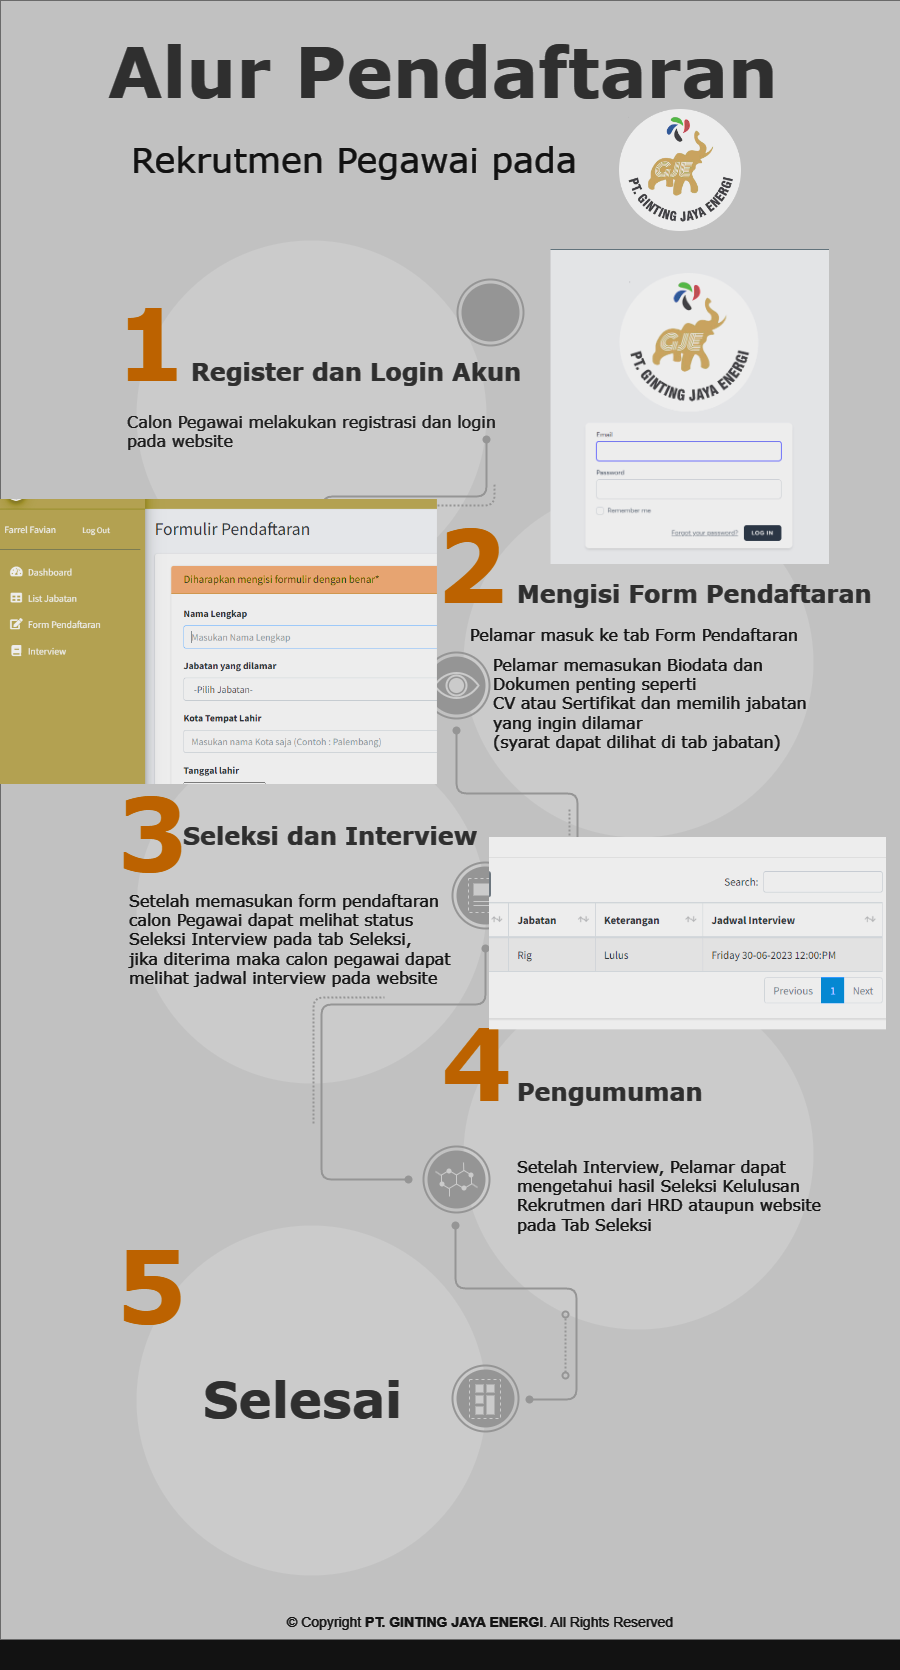 Alur Pendaftaran
Rekrutmen Pegawai pada
GJE
PT. GINTING JAYA ENERGI
1
Register dan Login Akun
Calon Pegawai melakukan registrasi dan login
pada website
GJE
PT. GINTING JAYA ENERGI
Email
Password
Remember me
Forgot your password?
LOG IN
Farrel Favian
Log Out
Dashboard
List Jabatan
Form Pendaftaran
Interview
Formulir Pendaftaran
Diharapkan mengisi formulir dengan benar*
Nama Lengkap
Masukan Nama Lengkap
Jabatan yang dilamar
-Pilih Jabatan-
Kota Tempat Lahir
Masukan nama Kota saja (Contoh : Palembang)
Tanggal lahir
2
Mengisi Form Pendaftaran
Pelamar masuk ke tab Form Pendaftaran
Pelamar memasukan Biodata dan
Dokumen penting seperti
CV atau Sertifikat dan memilih jabatan
yang ingin dilamar
(syarat dapat dilihat di tab jabatan)
3
Seleksi dan Interview
Setelah memasukan form pendaftaran
calon Pegawai dapat melihat status
Seleksi Interview pada tab Seleksi,
jika diterima maka calon pegawai dapat
melihat jadwal interview pada website
Search:
Jabatan Keterangan Jadwal Interview
Rig Lulus Friday 30-06-2023 12:00:PM
Previous 1 Next
4
Pengumuman
Setelah Interview, Pelamar dapat
mengetahui hasil Seleksi Kelulusan
Rekrutmen dari HRD ataupun website
pada Tab Seleksi
5
Selesai
© Copyright PT. GINTING JAYA ENERGI. All Rights Reserved